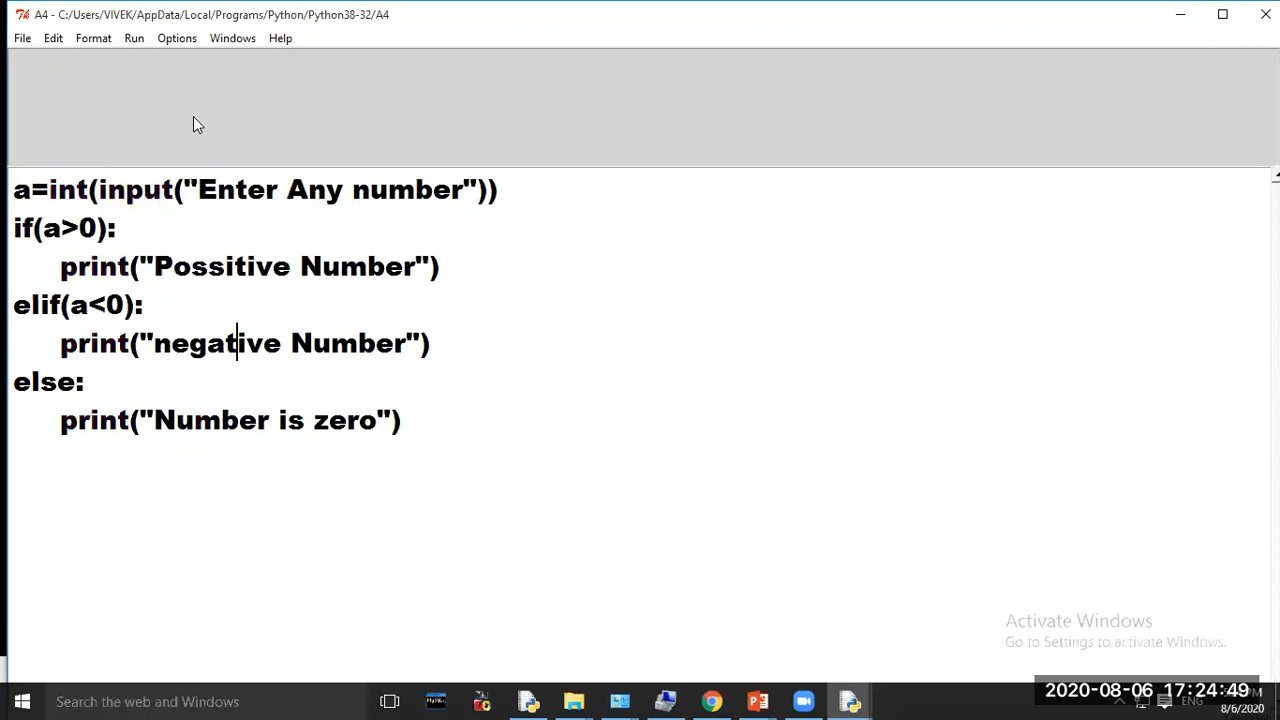 A4 - C:/Users/VIVEK/AppData/Local/Programs/Python/Python38-32/A4
File Edit Format Run Options Windows Help
a=int(input("Enter Any number"))
if(a>0):
print("Possitive Number")
elif(a<0):
print("negative Number")
else:
print("Number is zero")
Activate Windows
Go to Settings to activate Windows.
Search the web and Windows
2020-08-06 17:24:49
ENG
8/6/2020